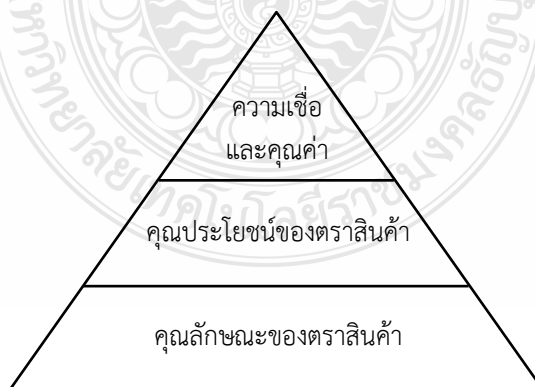 ความเชื่อ
และคุณค่า
คุณประโยชน์ของตราสินค้า
คุณลักษณะของตราสินค้า